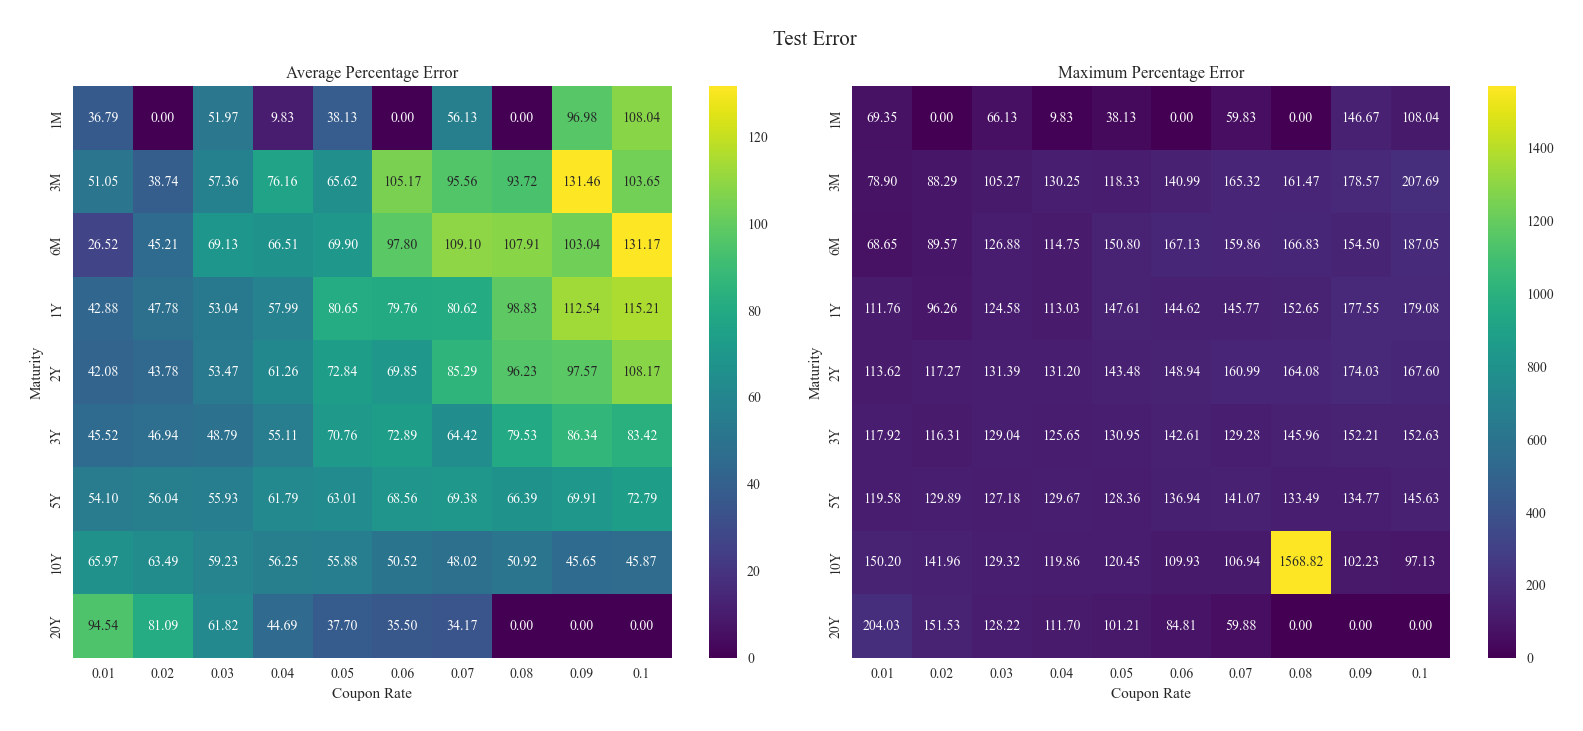 Test Error
Average Percentage Error
Maturity
1M 36.79 0.00 51.97 9.83 38.13 0.00 56.13 0.00 96.98 108.04
3M 51.05 38.74 57.36 76.16 65.62 105.17 95.56 93.72 131.46 103.65
6M 26.52 45.21 69.13 66.51 69.90 97.80 109.10 107.91 103.04 131.17
1Y 42.88 47.78 53.04 57.99 80.65 79.76 80.62 98.83 112.54 115.21
2Y 42.08 43.78 53.47 61.26 72.84 69.85 85.29 96.23 97.57 108.17
3Y 45.52 46.94 48.79 55.11 70.76 72.89 64.42 79.53 86.34 83.42
5Y 54.10 56.04 55.93 61.79 63.01 68.56 69.38 66.39 69.91 72.79
10Y 65.97 63.49 59.23 56.25 55.88 50.52 48.02 50.92 45.65 45.87
20Y 94.54 81.09 61.82 44.69 37.70 35.50 34.17 0.00 0.00 0.00
0.01 0.02 0.03 0.04 0.05 0.06 0.07 0.08 0.09 0.1
Coupon Rate
120
100
80
60
40
20
0
Maximum Percentage Error
Maturity
1M 69.35 0.00 66.13 9.83 38.13 0.00 59.83 0.00 146.67 108.04
3M 78.90 88.29 105.27 130.25 118.33 140.99 165.32 161.47 178.57 207.69
6M 68.65 89.57 126.88 114.75 150.80 167.13 159.86 166.83 154.50 187.05
1Y 111.76 96.26 124.58 113.03 147.61 144.62 145.77 152.65 177.55 179.08
2Y 113.62 117.27 131.39 131.20 143.48 148.94 160.99 164.08 174.03 167.60
3Y 117.92 116.31 129.04 125.65 130.95 142.61 129.28 145.96 152.21 152.63
5Y 119.58 129.89 127.18 129.67 128.36 136.94 141.07 133.49 134.77 145.63
10Y 150.20 141.96 129.32 119.86 120.45 109.93 106.94 1568.82 102.23 97.13
20Y 204.03 151.53 128.22 111.70 101.21 84.81 59.88 0.00 0.00 0.00
0.01 0.02 0.03 0.04 0.05 0.06 0.07 0.08 0.09 0.1
Coupon Rate
1400
1200
1000
800
600
400
200
0